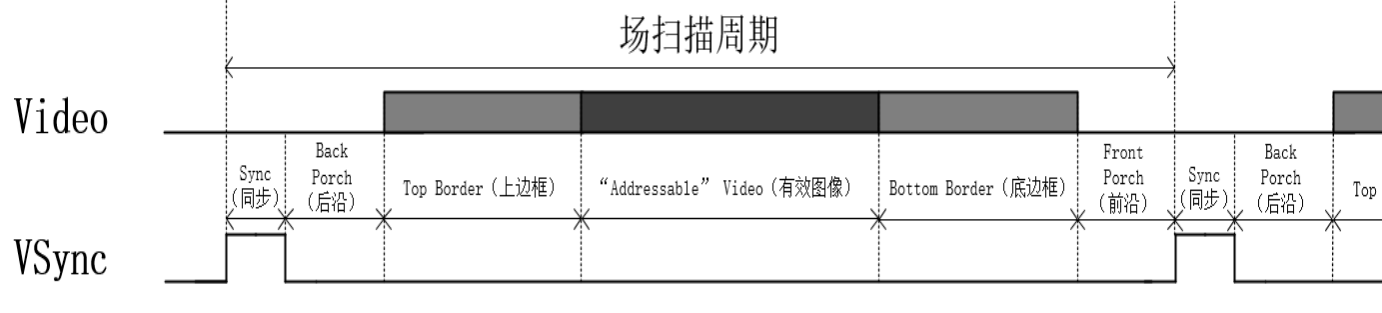 场扫描周期
Video
Sync
(同步)
Back
Porch
(后沿)
Top Border(上边框)
“Addressable” Video(有效图像)
Bottom Border(底边框)
Front
Porch
(前沿)
Sync
(同步)
Back
Porch
(后沿)
Top
VSync